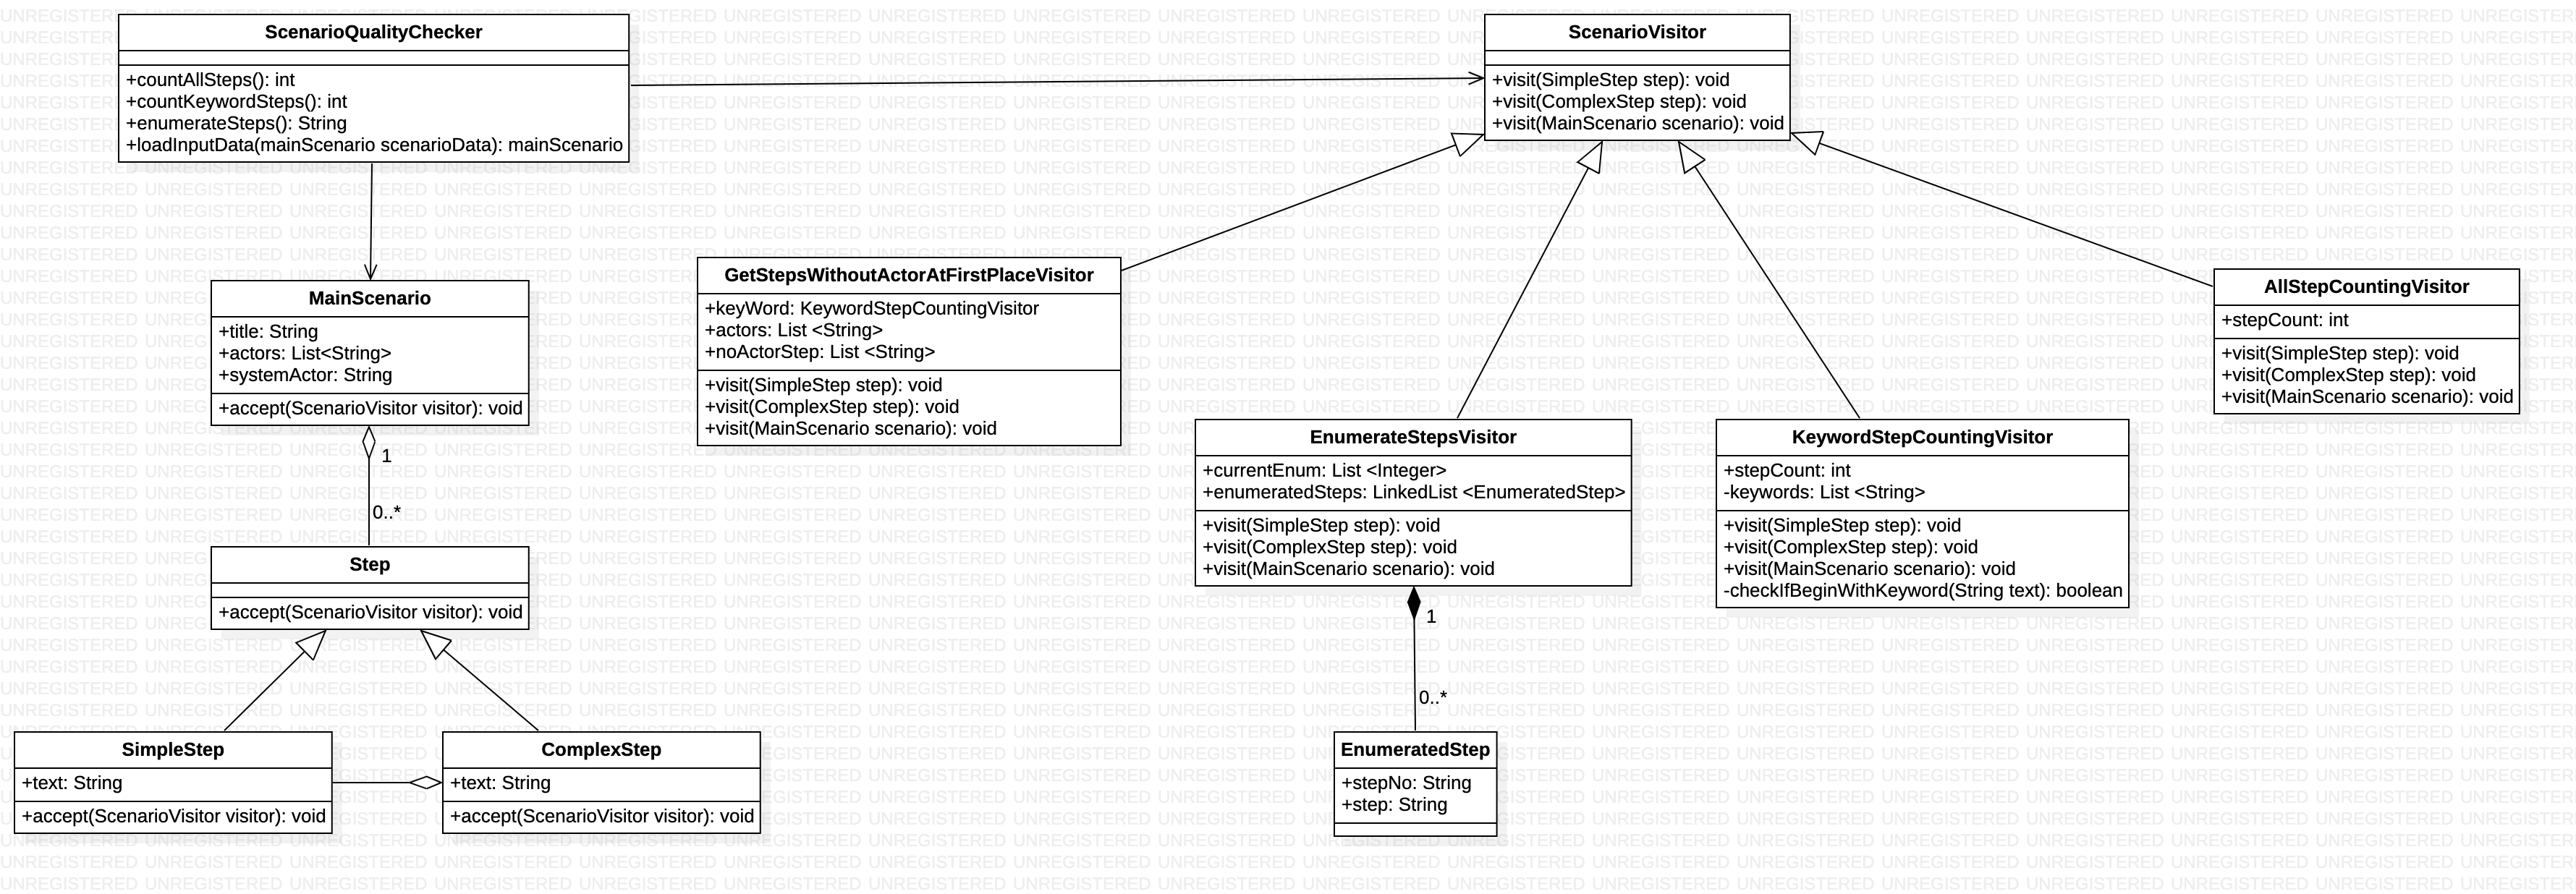 ScenarioQualityChecker
+countAllSteps(): int
+countKeywordSteps(): int
+enumerateSteps(): String
+loadInputData(mainScenario scenarioData): mainScenario
ScenarioVisitor
+visit(SimpleStep step): void
+visit(ComplexStep step): void
+visit(MainScenario scenario): void
MainScenario
+title: String
+actors: List<String>
+systemActor: String
+accept(ScenarioVisitor visitor): void
1
0..*
GetStepsWithoutActorAtFirstPlaceVisitor
+keyWord: KeywordStepCountingVisitor
+actors: List <String>
+noActorStep: List <String>
+visit(SimpleStep step): void
+visit(ComplexStep step): void
+visit(MainScenario scenario): void
AllStepCountingVisitor
+stepCount: int
+visit(SimpleStep step): void
+visit(ComplexStep step): void
+visit(MainScenario scenario): void
EnumerateStepsVisitor
+currentEnum: List <Integer>
+enumeratedSteps: LinkedList <EnumeratedStep>
+visit(SimpleStep step): void
+visit(ComplexStep step): void
+visit(MainScenario scenario): void
1
0..*
KeywordStepCountingVisitor
+stepCount: int
-keywords: List <String>
+visit(SimpleStep step): void
+visit(ComplexStep step): void
+visit(MainScenario scenario): void
-checkIfBeginWithKeyword(String text): boolean
Step
+accept(ScenarioVisitor visitor): void
SimpleStep
+text: String
+accept(ScenarioVisitor visitor): void
ComplexStep
+text: String
+accept(ScenarioVisitor visitor): void
EnumeratedStep
+stepNo: String
+step: String
UNREGISTERED